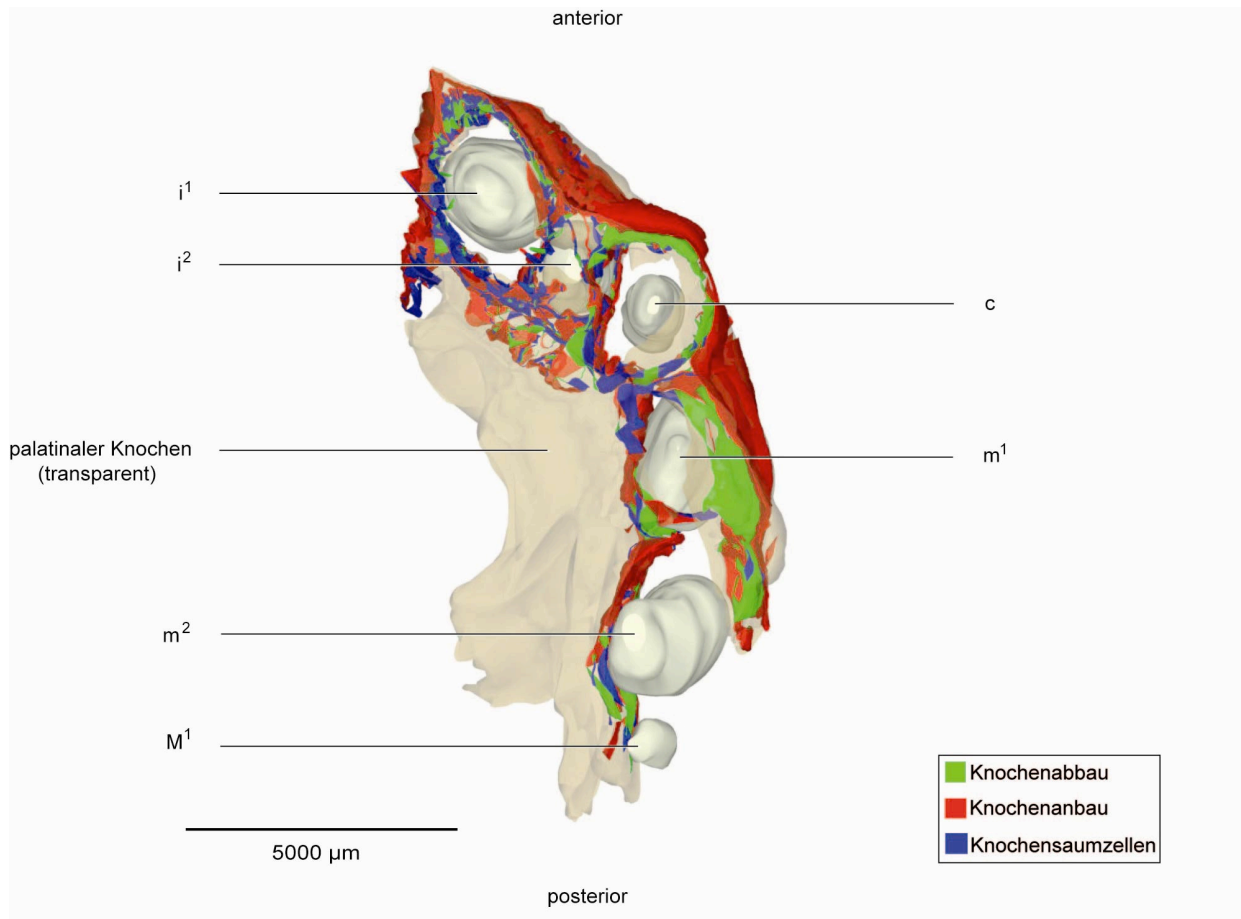 anterior
i¹
i²
c
palatinaler Knochen
(transparent)
m¹
m²
M¹
Knochenabbau
Knochenanbau
Knochensaumzellen
5000 µm
posterior